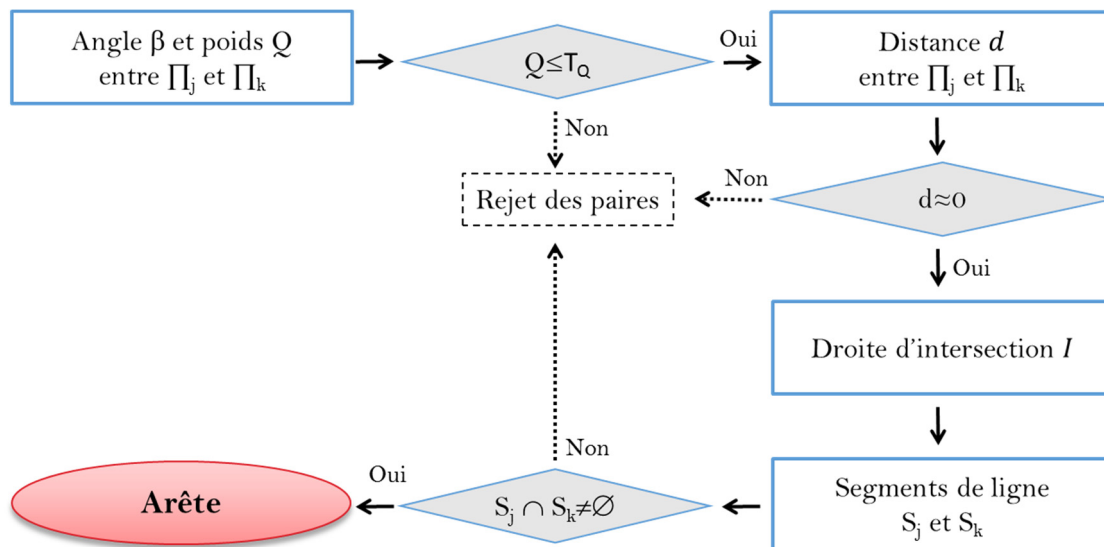 Angle β et poids Q
entre ∏j et ∏k
Q≤TQ
Oui
Distance d
entre ∏j et ∏k
Non
Rejet des paires
Non
d≈0
Oui
Droite d'intersection I
Segments de ligne
Sj et Sk
Non
Sj ∩ Sk≠∅
Oui
Arête